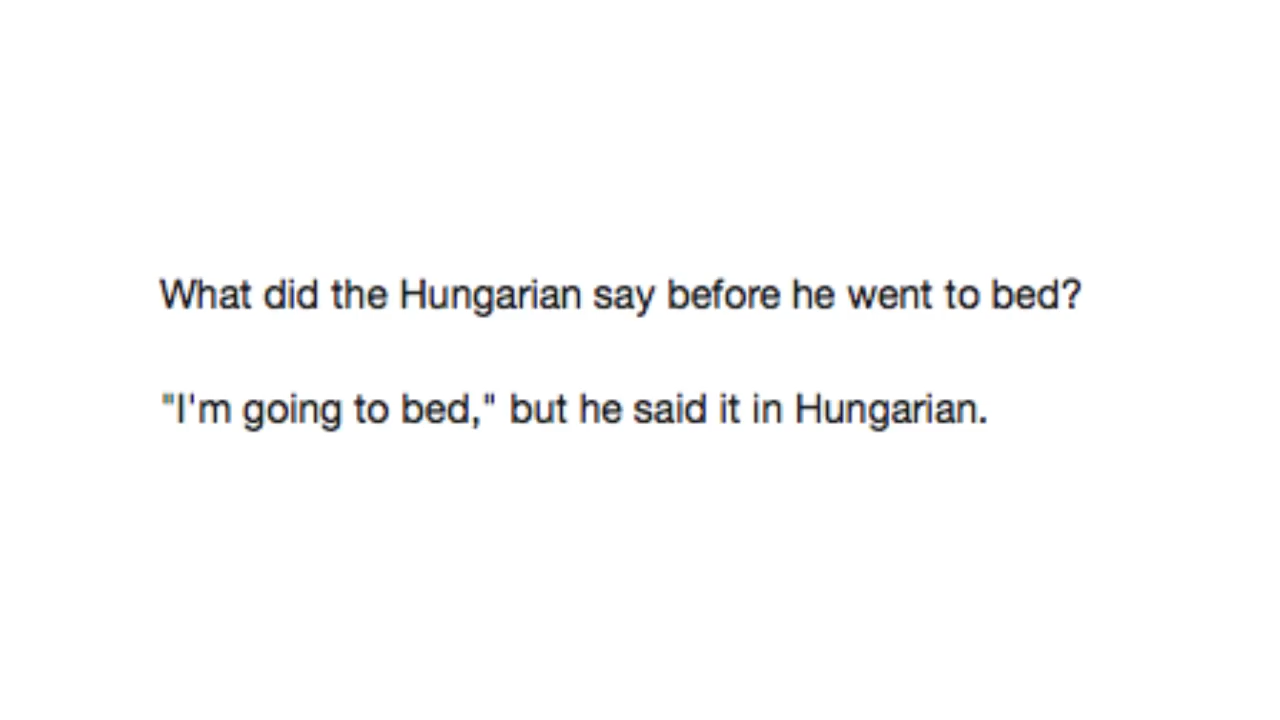 What did the Hungarian say before he went to bed?
"I'm going to bed," but he said it in Hungarian.